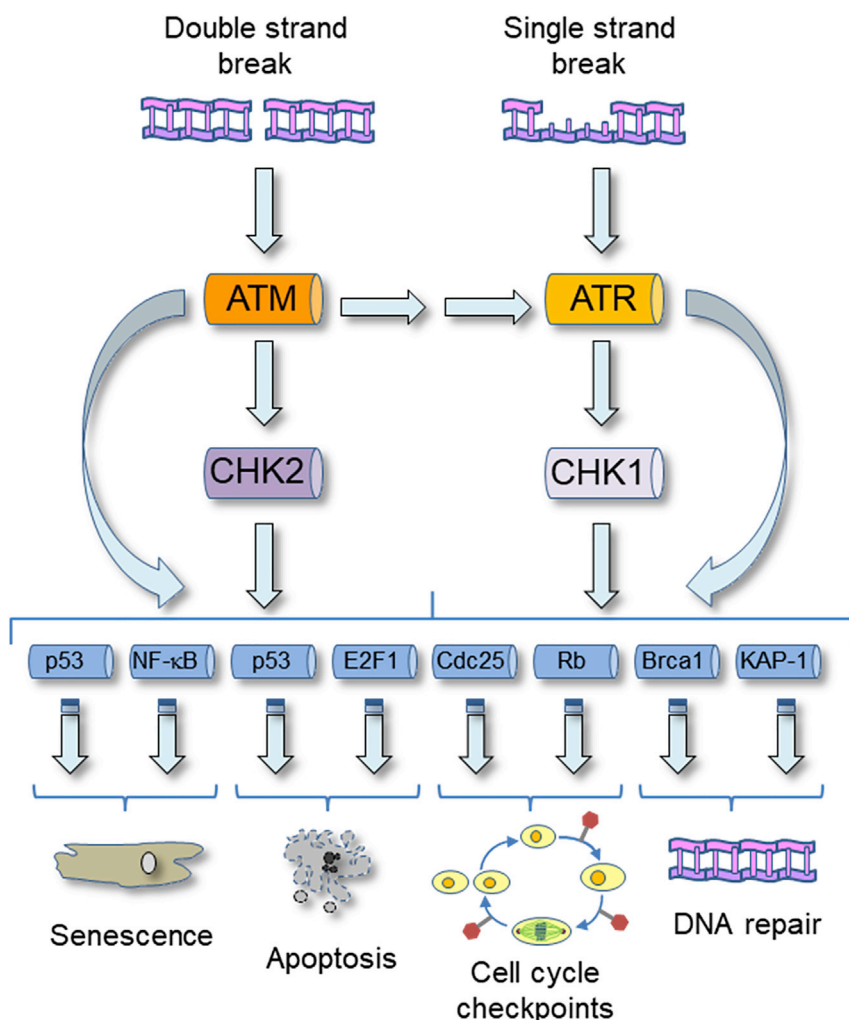 Double strand
break
Single strand
break
ATM
ATR
CHK2
CHK1
p53
NF-κB
p53
E2F1
Cdc25
Rb
Brca1
KAP-1
Senescence
Apoptosis
Cell cycle
checkpoints
DNA repair